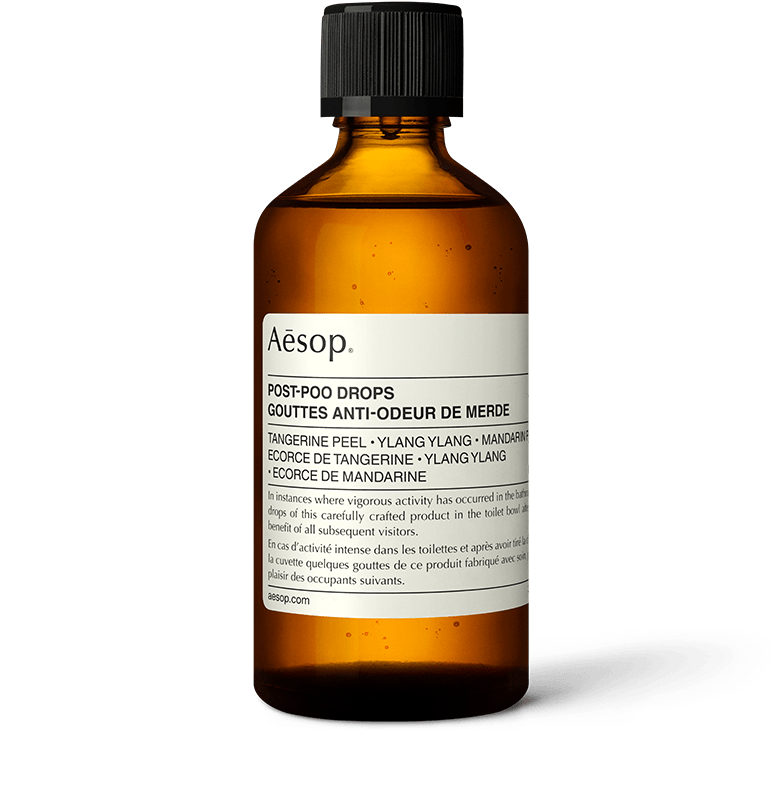 Aēsop®
POST-POO DROPS
GOUTTES ANTI-ODEUR DE MERDE
TANGERINE PEEL • YLANG YLANG • MANDARIN
ECORCE DE TANGERINE • YLANG YLANG
• ECORCE DE MANDARINE
In instances where vigorous activity has occurred in the
drops of this carefully crafted product in the toilet bowl
benefit of all subsequent visitors.
En cas d'activité intense dans les toilettes et après avoir tiré la
la cuvette quelques gouttes de ce produit fabriqué avec soin,
plaisir des occupants suivants.
aesop.com